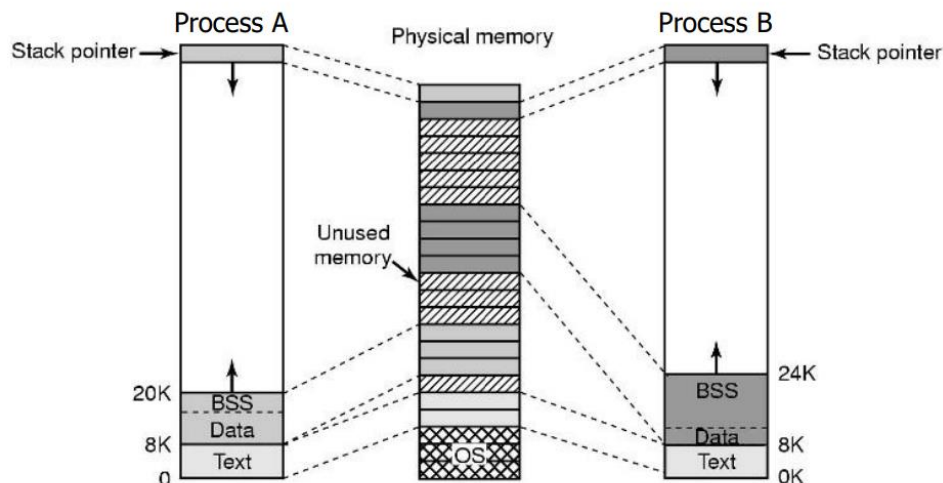 Process A
Physical memory
Process B
Stack pointer
Stack pointer
Unused
memory
20K
BSS
Data
8K
Text
0
OS
24K
BSS
Data
8K
Text
0K